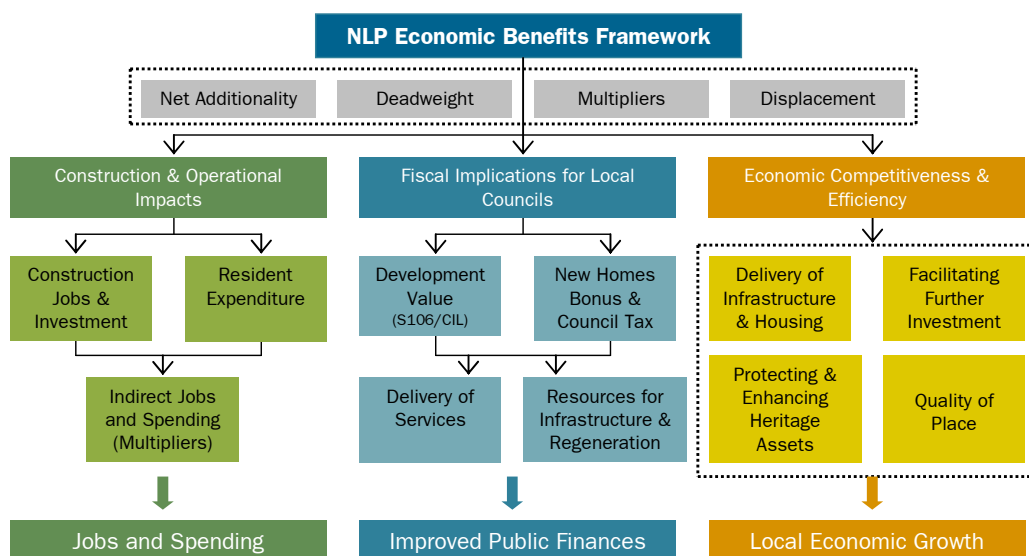 NLP Economic Benefits Framework
Net Additionality
Deadweight
Multipliers
Displacement
Construction & Operational
Impacts
Fiscal Implications for Local
Councils
Economic Competitiveness &
Efficiency
Construction
Jobs &
Investment
Resident
Expenditure
Development
Value
(S106/CIL)
New Homes
Bonus &
Council Tax
Delivery of
Infrastructure
& Housing
Facilitating
Further
Investment
Indirect Jobs
and Spending
(Multipliers)
Delivery of
Services
Resources for
Infrastructure &
Regeneration
Protecting &
Enhancing
Heritage
Assets
Quality of
Place
Jobs and Spending
Improved Public Finances
Local Economic Growth